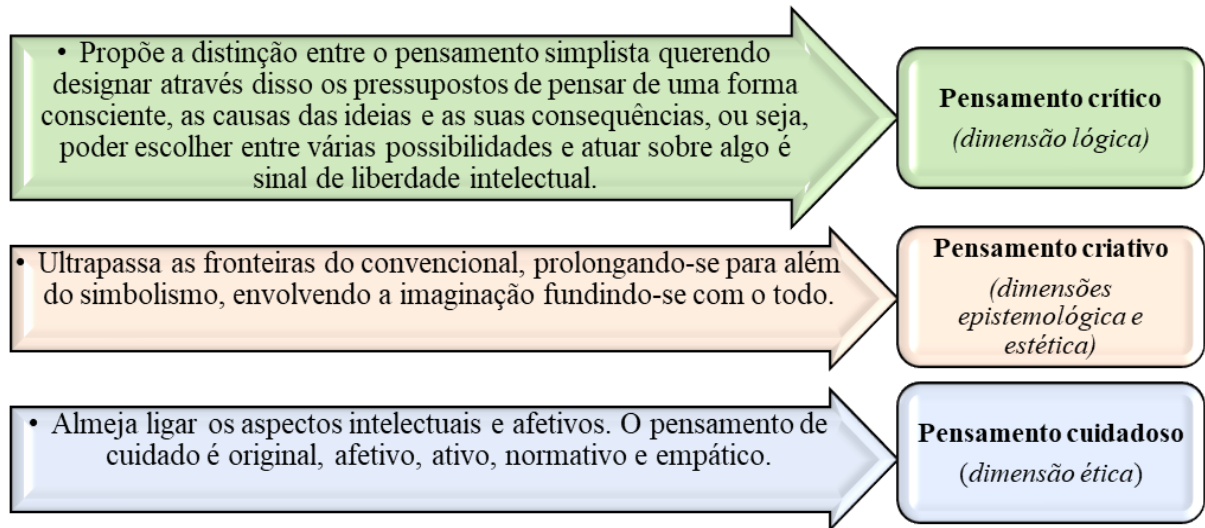 • Propõe a distinção entre o pensamento simplista querendo
designar através disso os pressupostos de pensar de uma forma
consciente, as causas das ideias e as suas consequências, ou seja,
poder escolher entre várias possibilidades e atuar sobre algo é
sinal de liberdade intelectual.
Pensamento crítico
(dimensão lógica)
• Ultrapassa as fronteiras do convencional, prolongando-se para além
do simbolismo, envolvendo a imaginação fundindo-se com o todo.
Pensamento criativo
(dimensões
epistemológica e
estética)
• Almeja ligar os aspectos intelectuais e afetivos. O pensamento de
cuidado é original, afetivo, ativo, normativo e empático.
Pensamento cuidadoso
(dimensão ética)